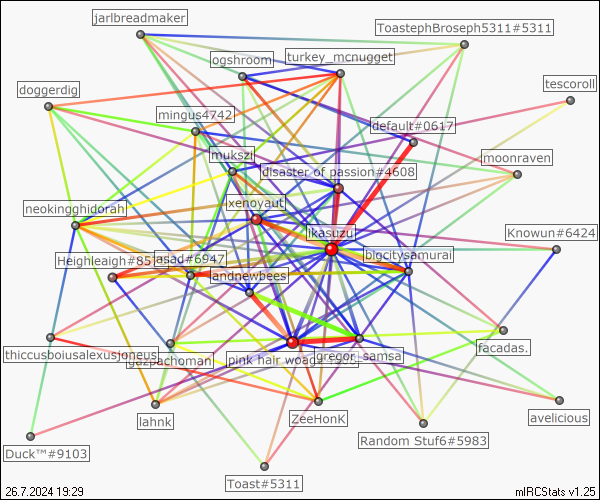 jarlbreadmaker
ToastephBroseph5311#5311
ogshroom
turkey_mcnugget
tescoroll
doggerdig
mingus4742
default#0617
mukszi
moonraven
disaster of passion#4608
xenoyaut
neokingghidorah
ikasuzu
Knowun#6424
bigcitysamurai
Heighleaigh#85
asad#6947
andnewbees
thiccusboiusalexusjoneus
gazpachoman
pink hair woag
gregor_samsa
facadas.
lahnk
ZeeHonK
avelicious
Random Stuf6#5983
Duck™#9103
Toast#5311
26.7.2024 19:29
mIRCStats v1.25